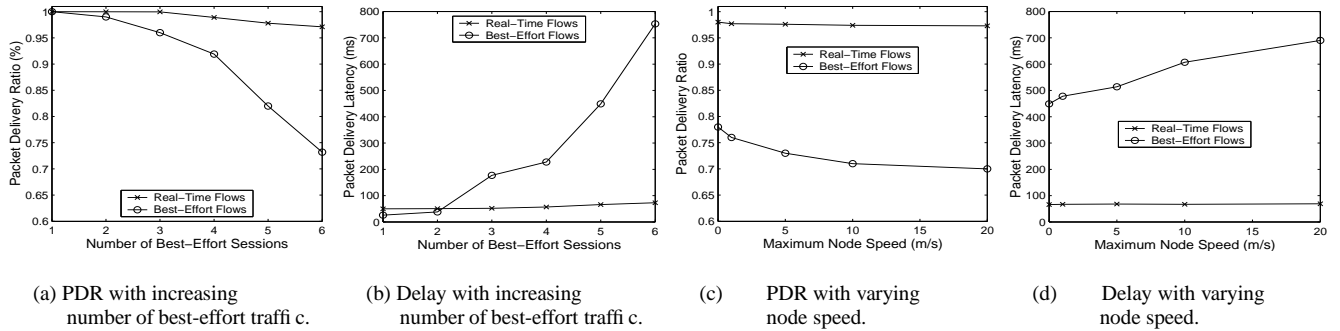 1
0.95
0.9
0.85
0.8
0.75
0.7
0.65
0.6
Packet Delivery Ratio (%)
Real-Time Flows
Best-Effort Flows
1 2 3 4 5 6
Number of Best-Effort Sessions
(a) PDR with increasing
number of best-effort traffi c.
800
700
600
500
400
300
200
100
0
Packet Delivery Latency (ms)
Real-Time Flows
Best-Effort Flows
1 2 3 4 5 6
Number of Best-Effort Sessions
(b) Delay with increasing
number of best-effort traffi c.
1
0.95
0.9
0.85
0.8
0.75
0.7
0.65
0.6
Packet Delivery Ratio
Real-Time Flows
Best-Effort Flows
0 5 10 15 20
Maximum Node Speed (m/s)
(c) PDR with varying
node speed.
800
700
600
500
400
300
200
100
0
Packet Delivery Latency (ms)
Real-Time Flows
Best-Effort Flows
0 5 10 15 20
Maximum Node Speed (m/s)
(d) Delay with varying
node speed.